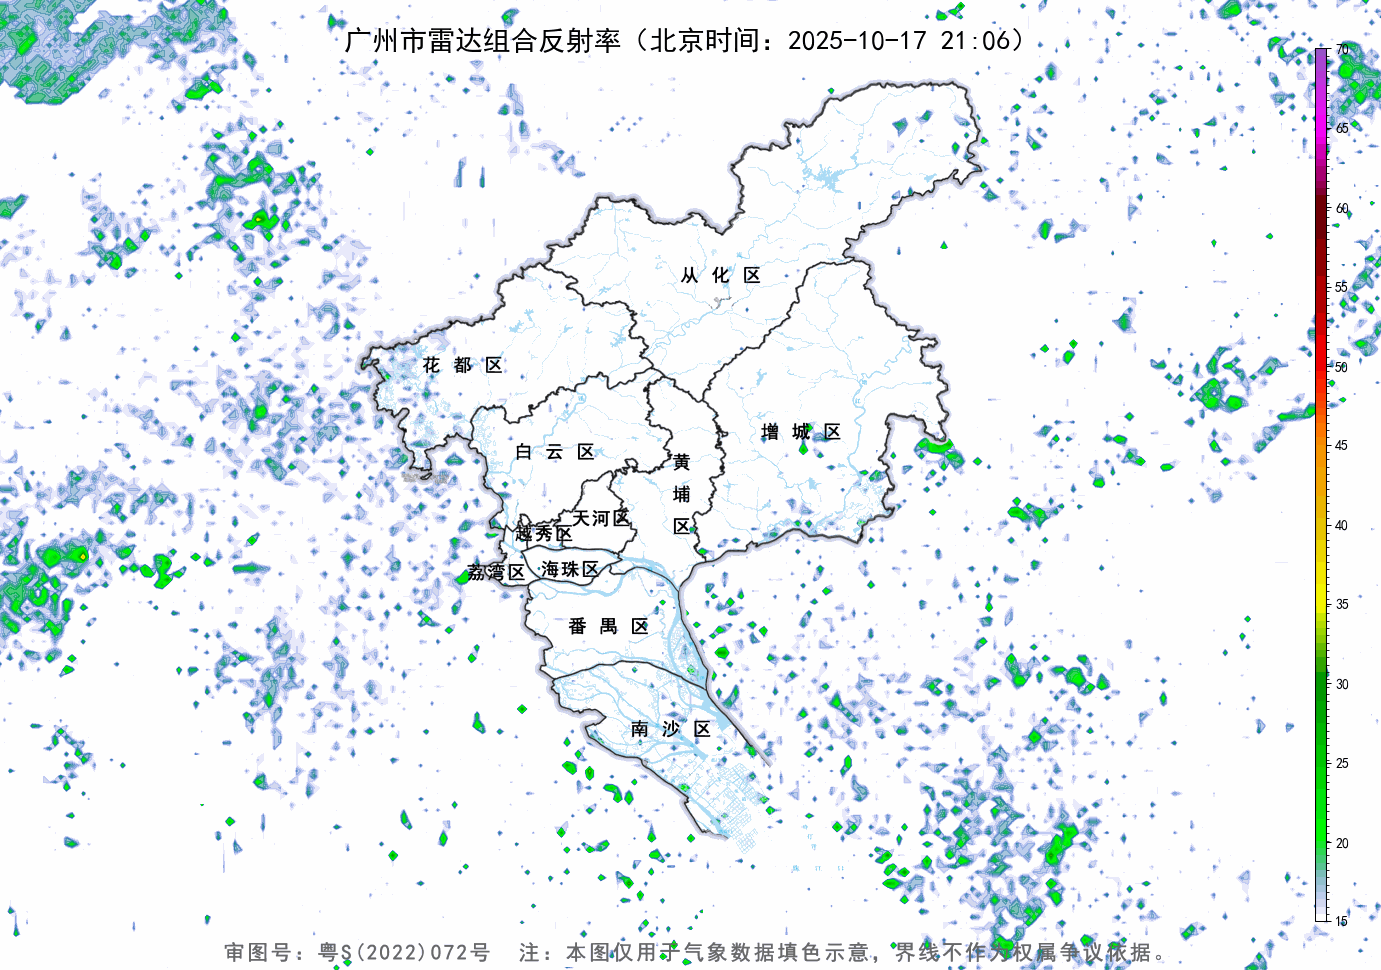 广州市雷达组合反射率（北京时间：2025-10-17 21:06）
70
65
60
55
50
45
40
35
30
25
20
15
从化区
花都区
增城区
白云区
黄埔区
天河区
越秀区
荔湾区
海珠区
番禺区
南沙区
审图号：粤S(2022)072号 注：本图仅用于气象数据填色示意，界线不作为权属争议依据。